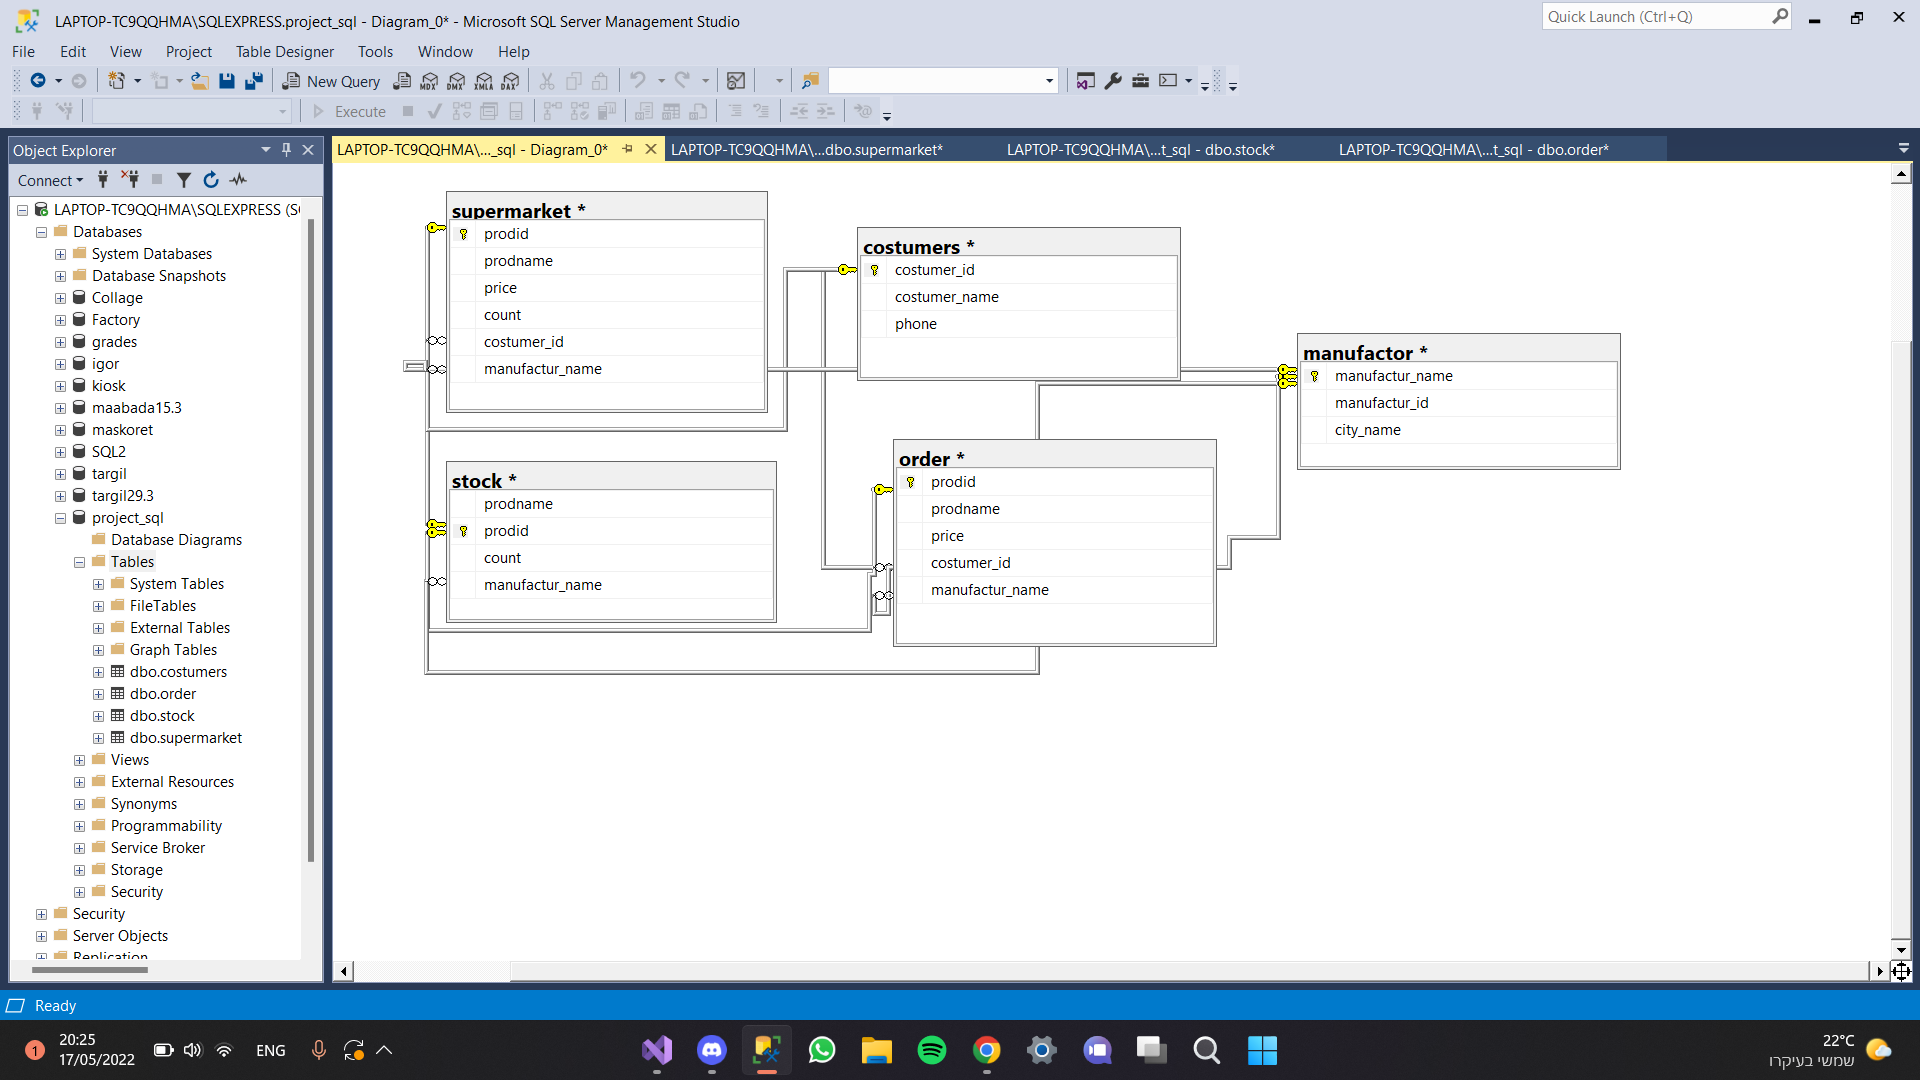 LAPTOP-TC9QQHMA\SQLEXPRESS.project_sql - Diagram_0* - Microsoft SQL Server Management Studio
Quick Launch (Ctrl+Q)
File Edit View Project Table Designer Tools Window Help
New Query
MDX DMX XMLA DAX
Execute
Object Explorer
LAPTOP-TC9QQHMA\..._sql - Diagram_0*
LAPTOP-TC9QQHMA\...dbo.supermarket*
LAPTOP-TC9QQHMA\...t_sql - dbo.stock*
LAPTOP-TC9QQHMA\...t_sql - dbo.order*
Connect
LAPTOP-TC9QQHMA\SQLEXPRESS (S
Databases
System Databases
Database Snapshots
Collage
Factory
grades
igor
kiosk
maabada15.3
maskoret
SQL2
targil
targil29.3
project_sql
Database Diagrams
Tables
System Tables
FileTables
External Tables
Graph Tables
dbo.costumers
dbo.order
dbo.stock
dbo.supermarket
Views
External Resources
Synonyms
Programmability
Service Broker
Storage
Security
Security
Server Objects
Replication
supermarket *
prodid
prodname
price
count
costumer_id
manufactur_name
costumers *
costumer_id
costumer_name
phone
manufactor *
manufactur_name
manufactur_id
city_name
stock *
prodname
prodid
count
manufactur_name
order *
prodid
prodname
price
costumer_id
manufactur_name
Ready
1
20:25
17/05/2022
ENG
22°C
שמשי בעיקרו